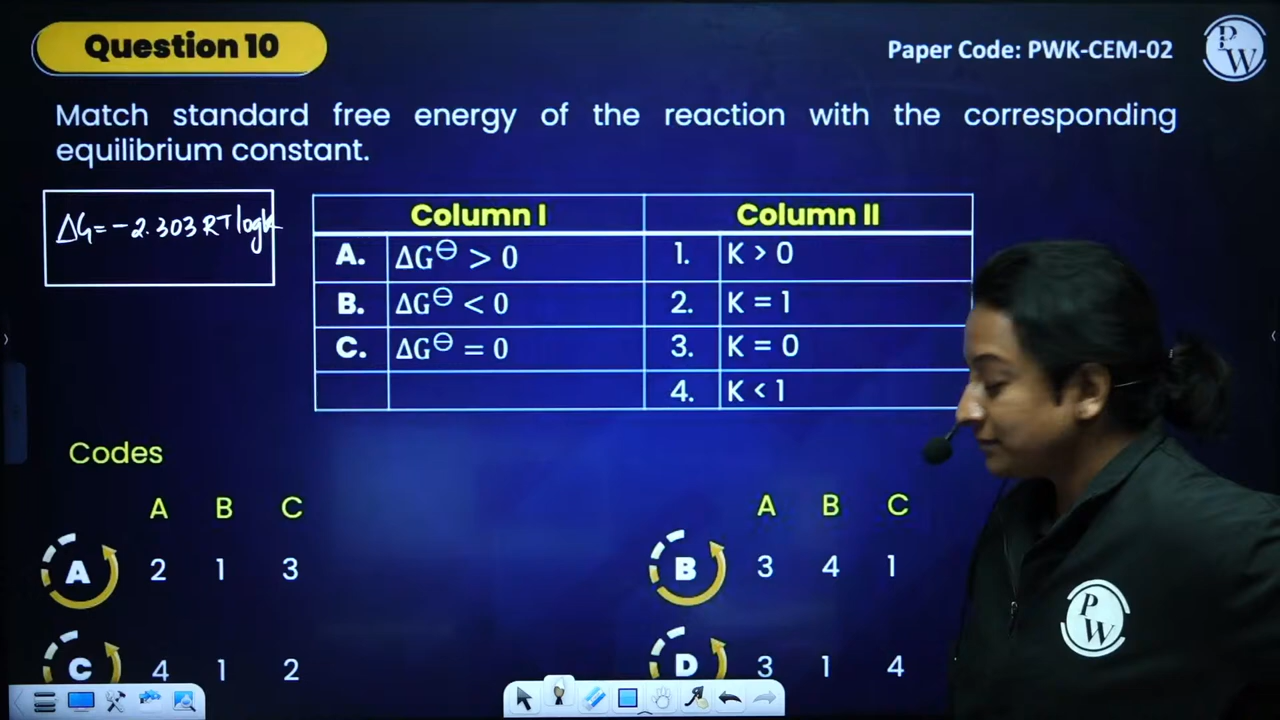 Question 10
Paper Code: PWK-CEM-02
PW
Match standard free energy of the reaction with the corresponding
equilibrium constant.
ΔG=-2.303 RT logK
Column I Column II
A. ΔG⊖ > 0 1. K > 0
B. ΔG⊖ < 0 2. K = 1
C. ΔG⊖ = 0 3. K = 0
4. K < 1
Codes
A B C
A 2 1 3
C 4 1 2
A B C
B 3 4 1
D 3 1 4
PW